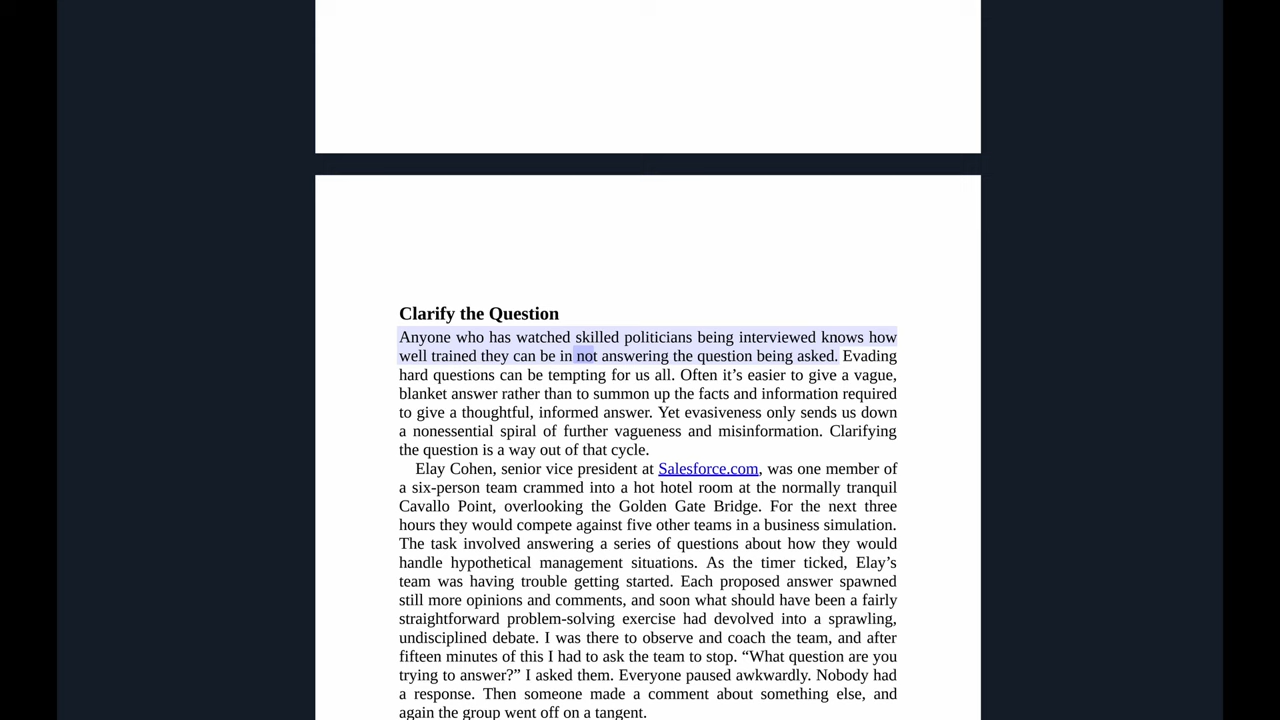 Clarify the Question
Anyone who has watched skilled politicians being interviewed knows how
well trained they can be in not answering the question being asked. Evading
hard questions can be tempting for us all. Often it’s easier to give a vague,
blanket answer rather than to summon up the facts and information required
to give a thoughtful, informed answer. Yet evasiveness only sends us down
a nonessential spiral of further vagueness and misinformation. Clarifying
the question is a way out of that cycle.
Elay Cohen, senior vice president at Salesforce.com, was one member of
a six-person team crammed into a hot hotel room at the normally tranquil
Cavallo Point, overlooking the Golden Gate Bridge. For the next three
hours they would compete against five other teams in a business simulation.
The task involved answering a series of questions about how they would
handle hypothetical management situations. As the timer ticked, Elay’s
team was having trouble getting started. Each proposed answer spawned
still more opinions and comments, and soon what should have been a fairly
straightforward problem-solving exercise had devolved into a sprawling,
undisciplined debate. I was there to observe and coach the team, and after
fifteen minutes of this I had to ask the team to stop. “What question are you
trying to answer?” I asked them. Everyone paused awkwardly. Nobody had
a response. Then someone made a comment about something else, and
again the group went off on a tangent.